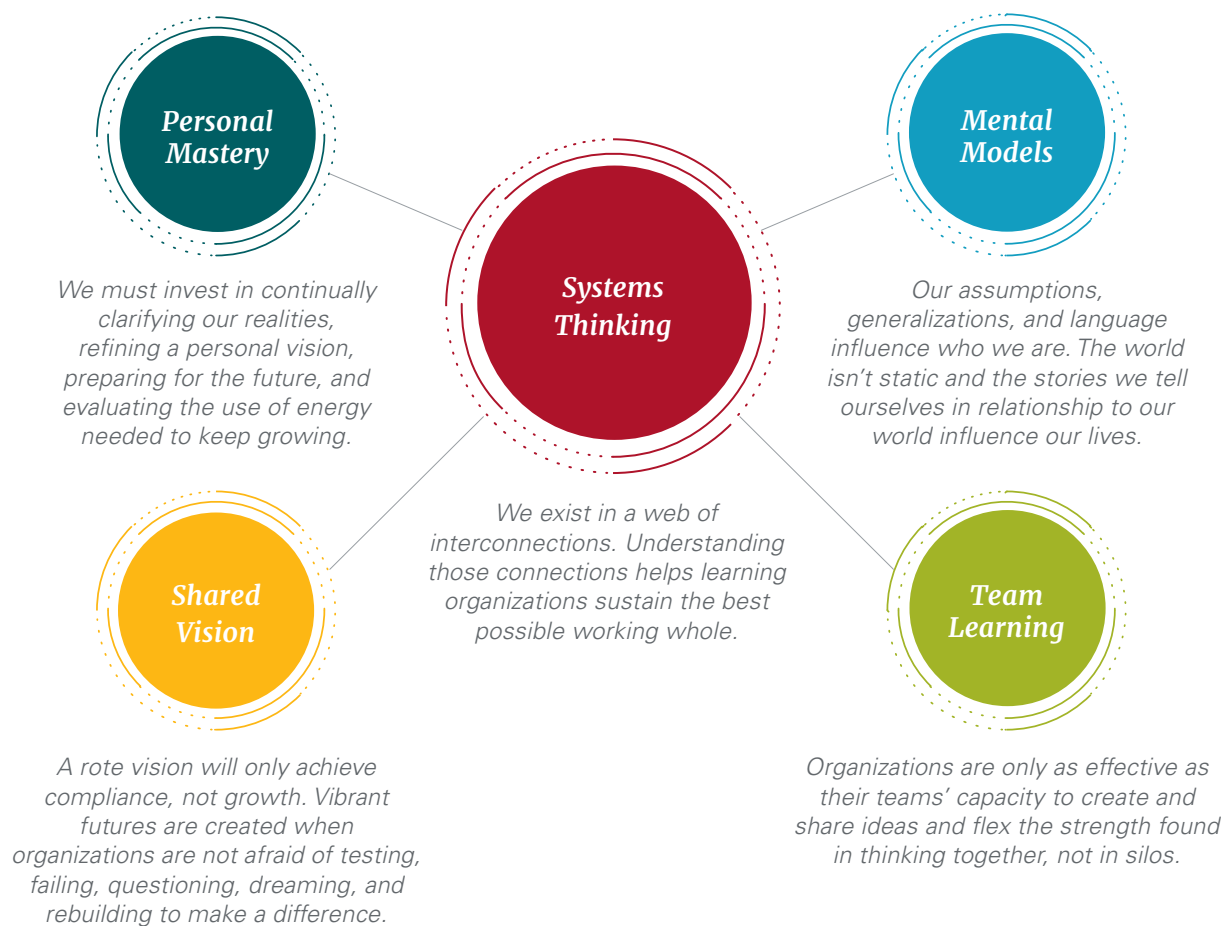 Personal
Mastery
We must invest in continually
clarifying our realities,
refining a personal vision,
preparing for the future, and
evaluating the use of energy
needed to keep growing.
Mental
Models
Our assumptions,
generalizations, and language
influence who we are. The world
isn’t static and the stories we tell
ourselves in relationship to our
world influence our lives.
Systems
Thinking
We exist in a web of
interconnections. Understanding
those connections helps learning
organizations sustain the best
possible working whole.
Shared
Vision
A rote vision will only achieve
compliance, not growth. Vibrant
futures are created when
organizations are not afraid of testing,
failing, questioning, dreaming, and
rebuilding to make a difference.
Team
Learning
Organizations are only as effective as
their teams’ capacity to create and
share ideas and flex the strength found
in thinking together, not in silos.